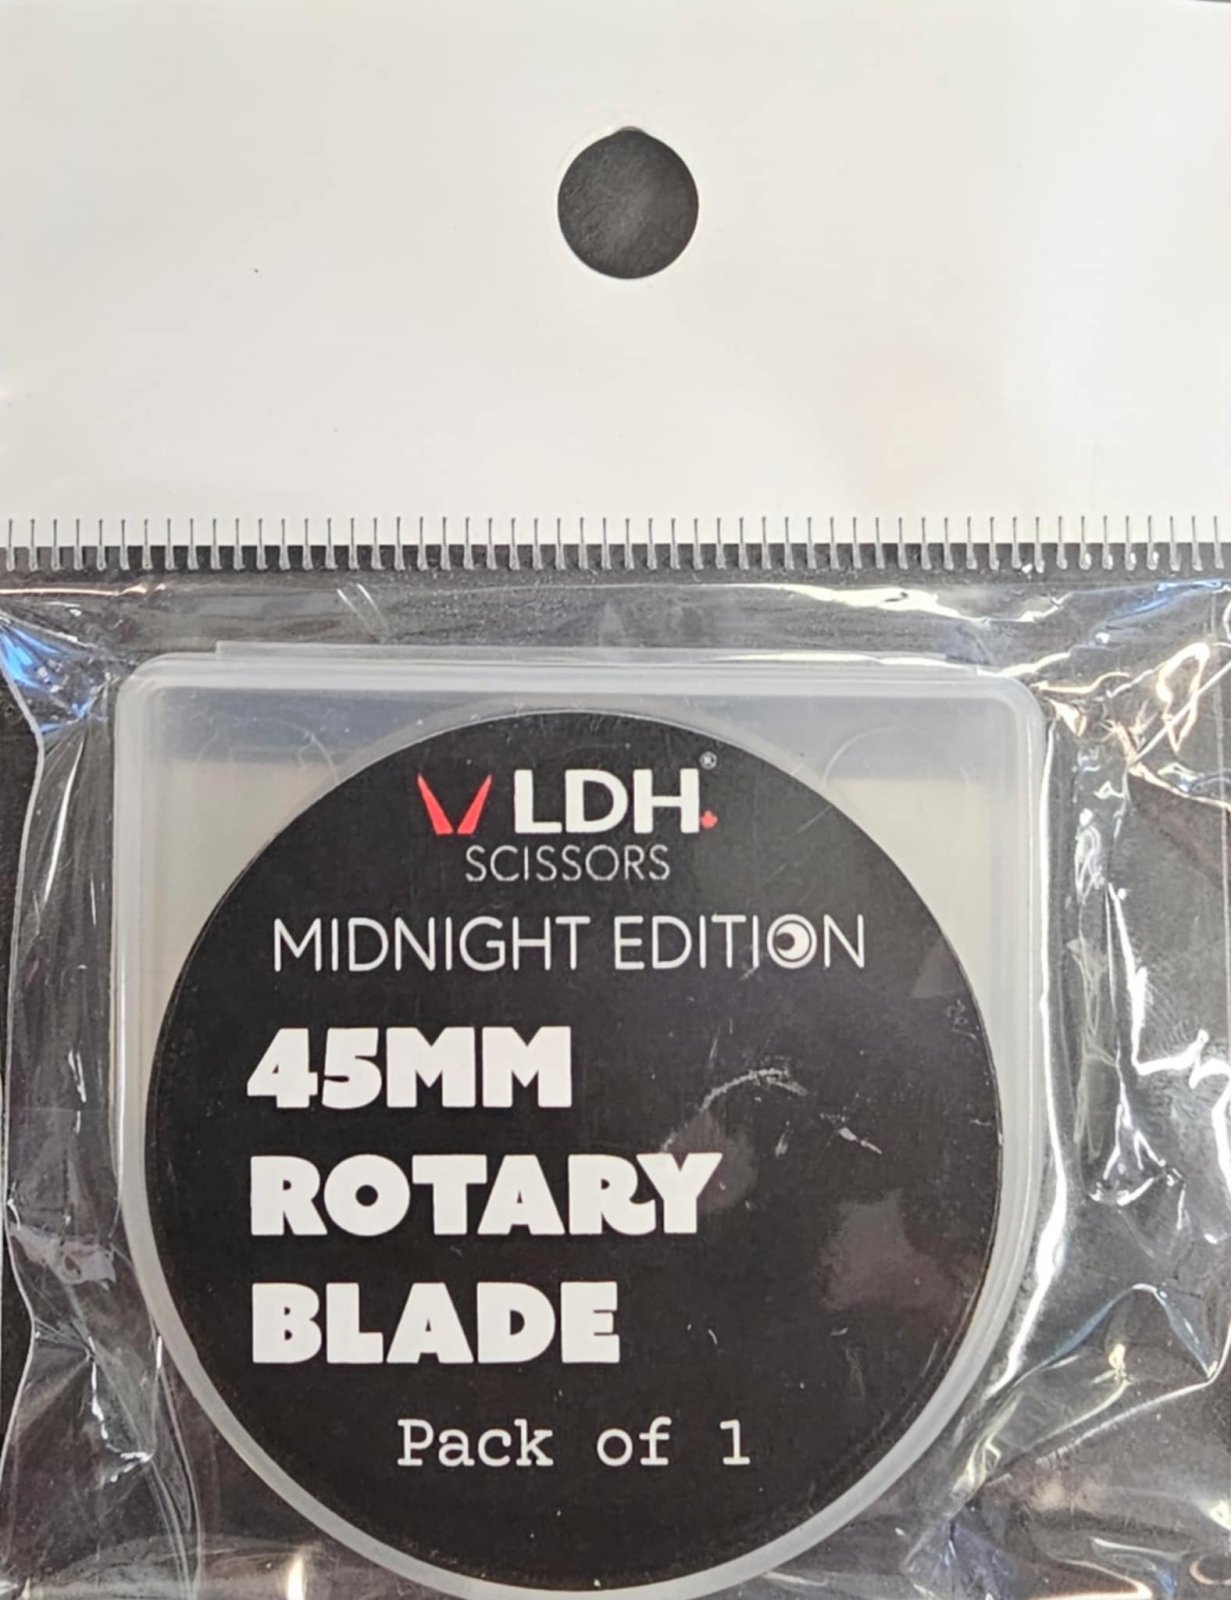 LDH®
SCISSORS
MIDNIGHT EDITION
45MM
ROTARY
BLADE
Pack of 1